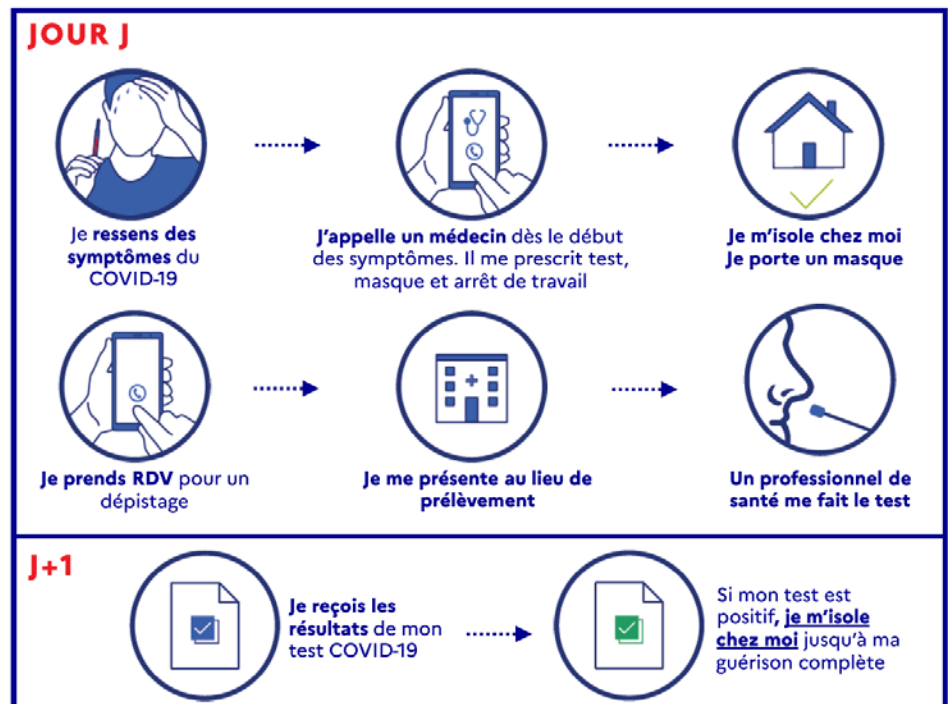 JOUR J
Je ressens des
symptômes du
COVID-19
J'appelle un médecin dès le début
des symptômes. Il me prescrit test,
masque et arrêt de travail
Je m'isole chez moi
Je porte un masque
Je prends RDV pour un
dépistage
Je me présente au lieu de
prélèvement
Un professionnel de
santé me fait le test
J+1
Je reçois les
résultats de mon
test COVID-19
Si mon test est
positif, je m'isole
chez moi jusqu'à ma
guérison complète